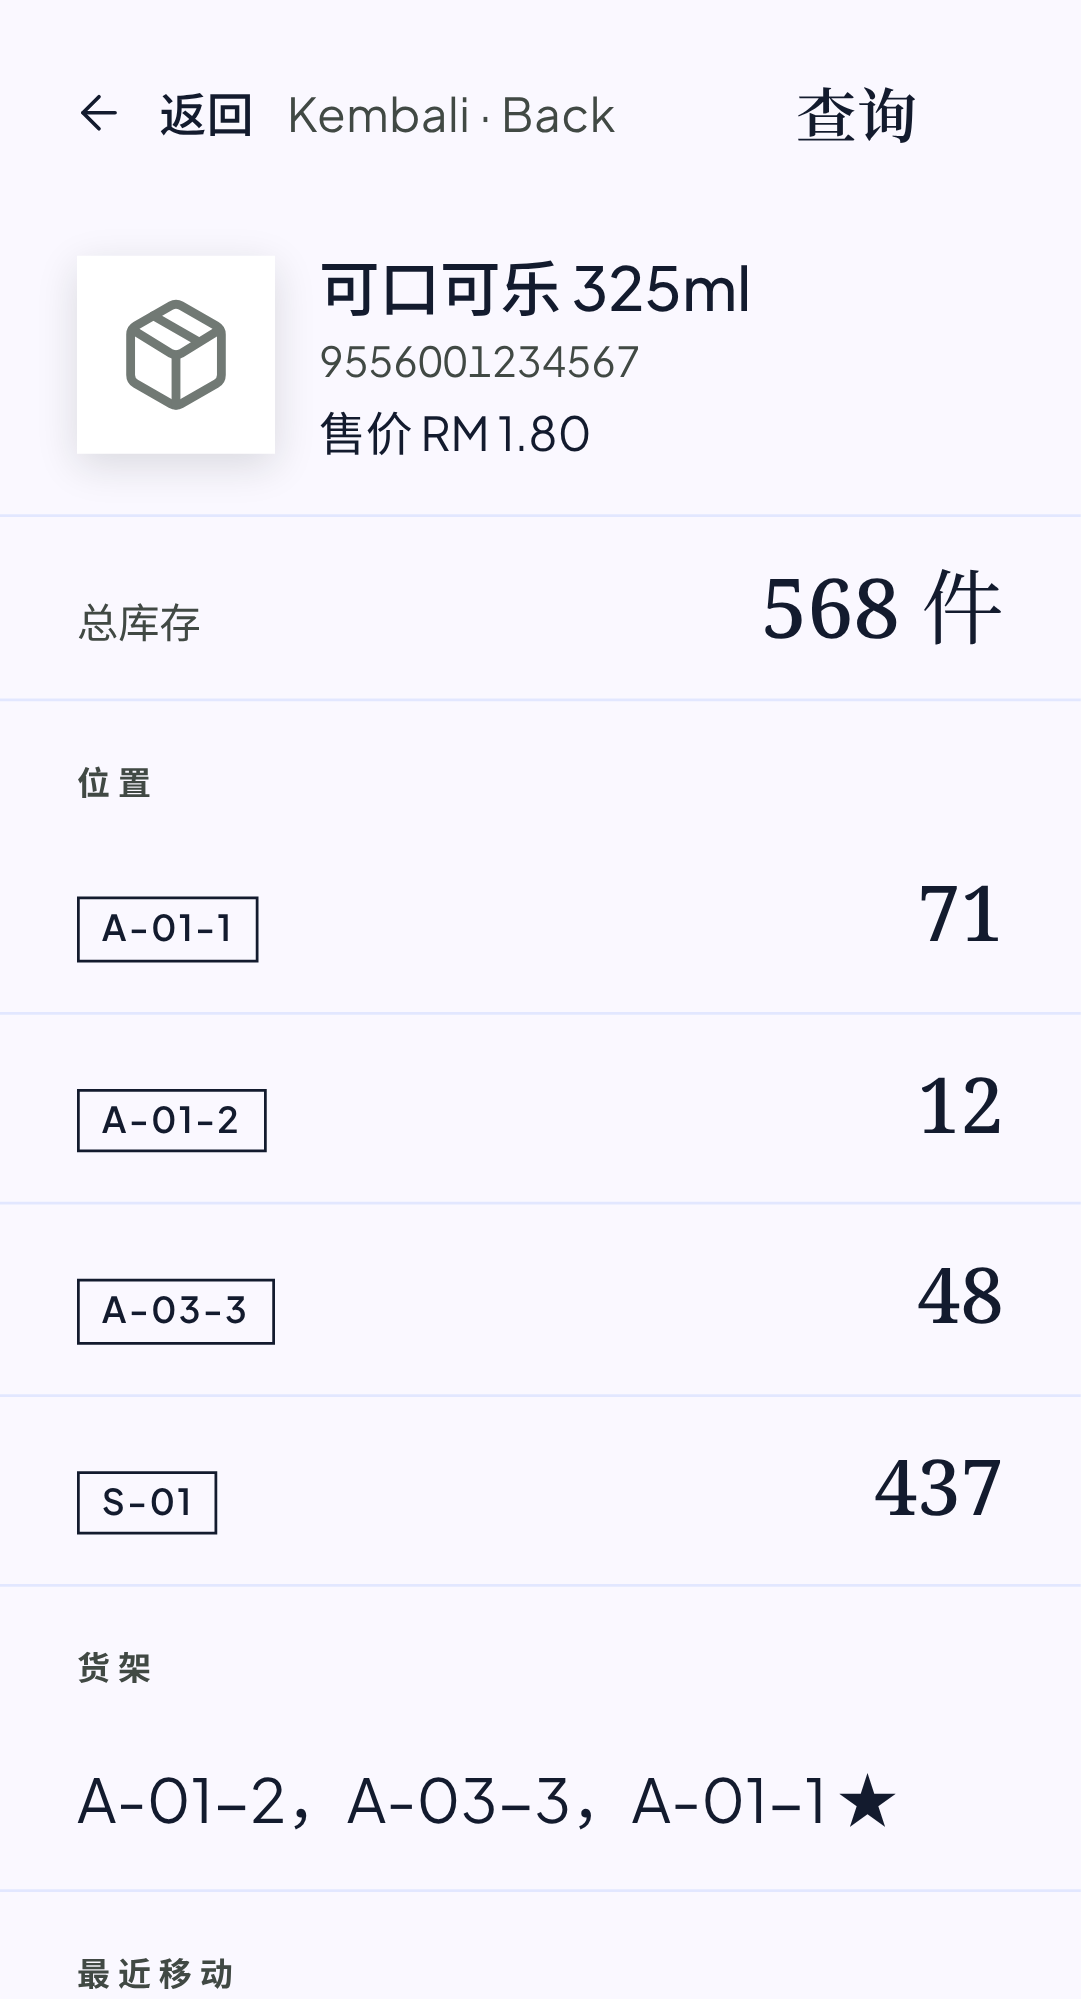 ← 返回 Kembali · Back 查询
可口可乐 325ml
9556001234567
售价 RM 1.80
总库存 568 件
位置
A-01-1 71
A-01-2 12
A-03-3 48
S-01 437
货架
A-01-2，A-03-3，A-01-1 ★
最近移动